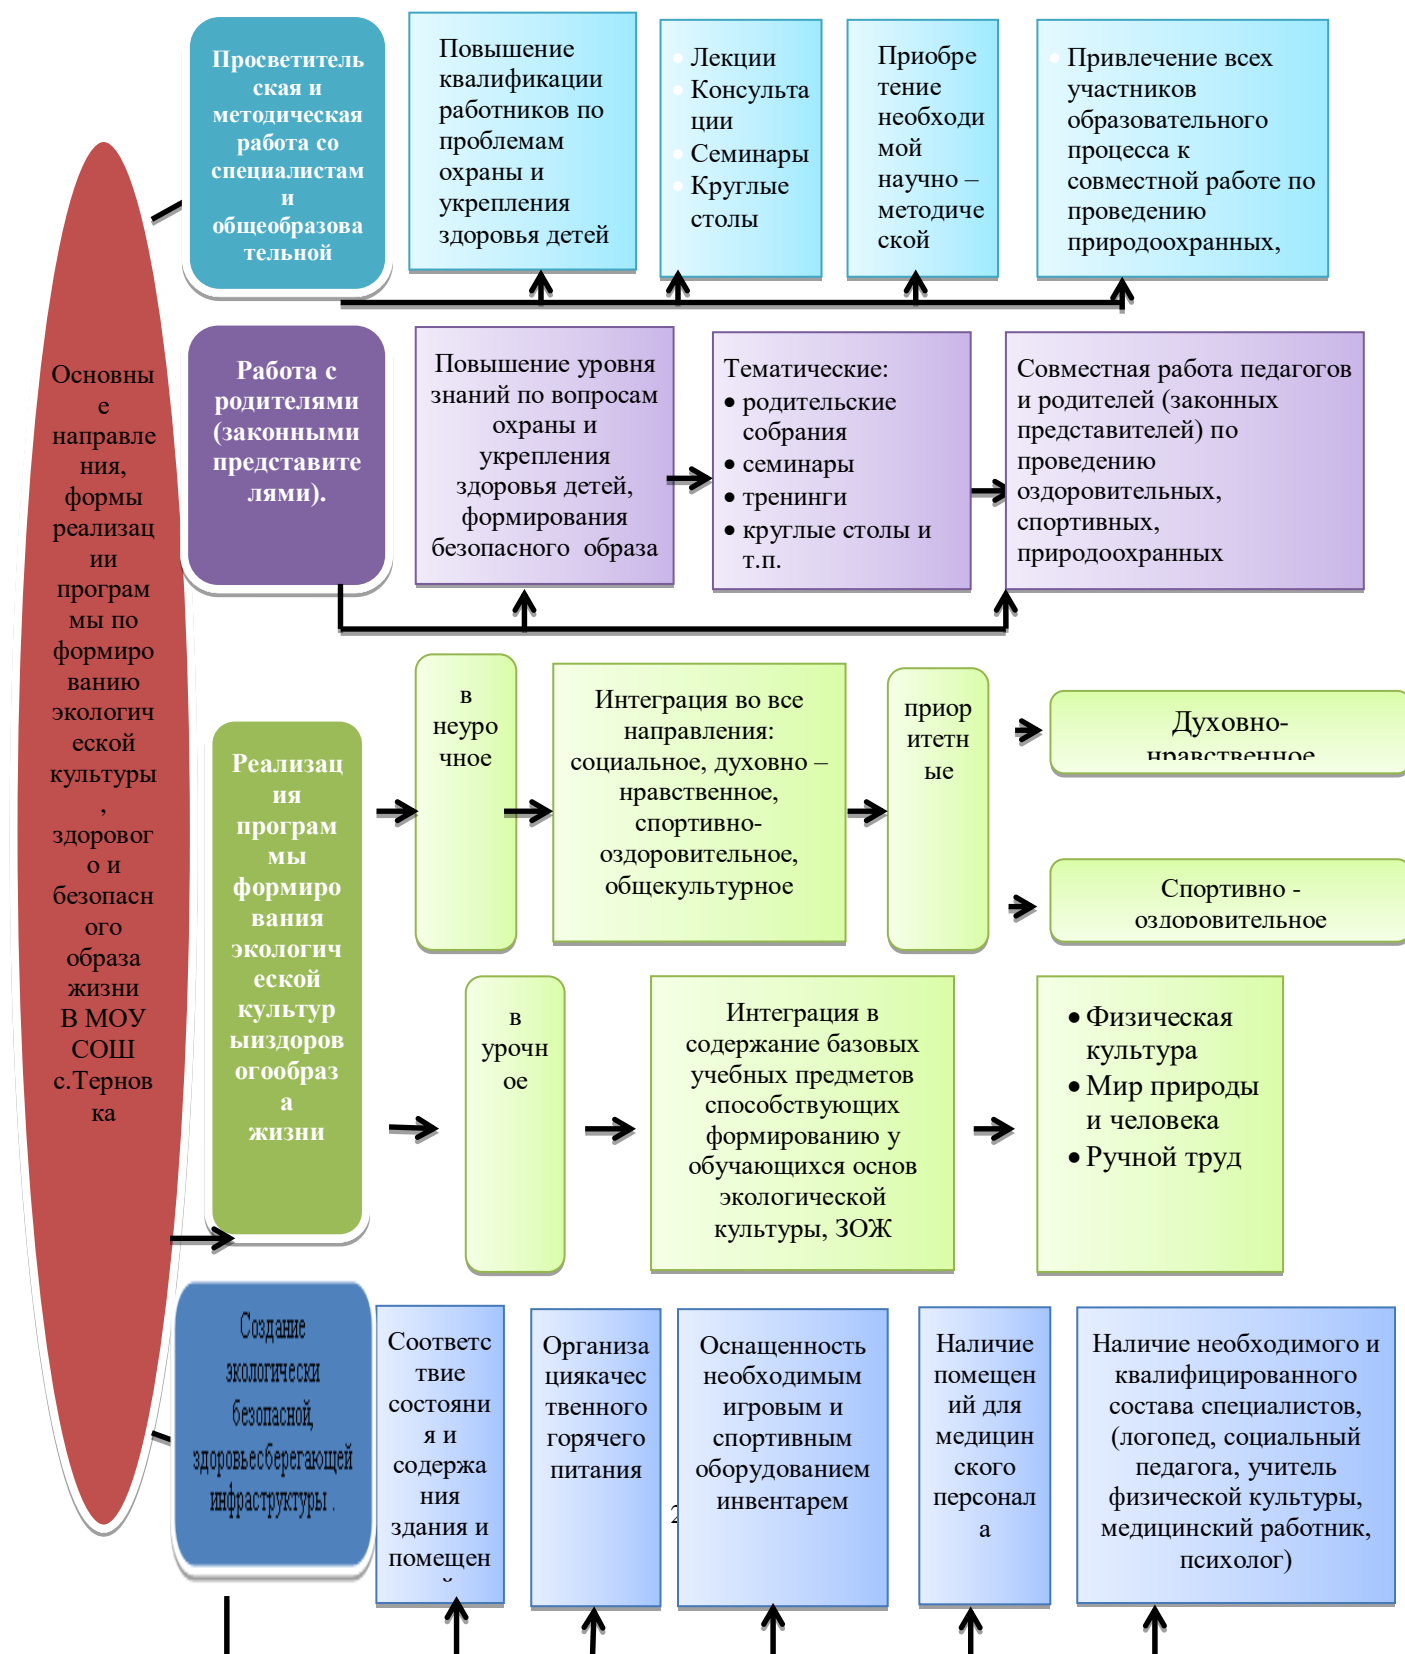 Основны
е
направле
ния,
формы
реализац
ии
програм
мы по
формиро
ванию
экологич
еской
культуры
,
здоровог
о и
безопасн
ого
образа
жизни
В МОУ
СОШ
с.Тернов
ка
Просветитель
ская и
методическая
работа со
специалистам
и
общеобразова
тельной
Повышение
квалификации
работников по
проблемам
охраны и
укрепления
здоровья детей
Лекции
Консульта
ции
Семинары
Круглые
столы
Приобре
тение
необходи
мой
научно –
методиче
ской
Привлечение всех
участников
образовательного
процесса к
совместной работе по
проведению
природоохранных,
Работа с
родителями
(законными
представите
лями).
Повышение уровня
знаний по вопросам
охраны и
укрепления
здоровья детей,
формирования
безопасного образа
Тематические:
• родительские
собрания
• семинары
• тренинги
• круглые столы и
т.п.
Совместная работа педагогов
и родителей (законных
представителей) по
проведению
оздоровительных,
спортивных,
природоохранных
Реализац
ия
програм
мы
формиро
вания
экологич
еской
культур
ыиздоров
огообраз
а
жизни
в
неуро
чное
Интеграция во все
направления:
социальное, духовно –
нравственное,
спортивно-
оздоровительное,
общекультурное
приор
итетн
ые
Духовно-
нравственное
Спортивно -
оздоровительное
в
урочн
ое
Интеграция в
содержание базовых
учебных предметов
способствующих
формированию у
обучающихся основ
экологической
культуры, ЗОЖ
• Физическая
культура
• Мир природы
и человека
• Ручной труд
Создание
экологически
безопасной,
здоровьесберегающей
инфраструктуры .
Соответс
твие
состояни
я и
содержа
ния
здания и
помещен
Организа
циякачес
твенного
горячего
питания
Оснащенность
необходимым
игровым и
спортивным
оборудованием
инвентарем
Наличие
помещен
ий для
медицин
ского
персонал
а
Наличие необходимого и
квалифицированного
состава специалистов,
(логопед, социальный
педагога, учитель
физической культуры,
медицинский работник,
психолог)